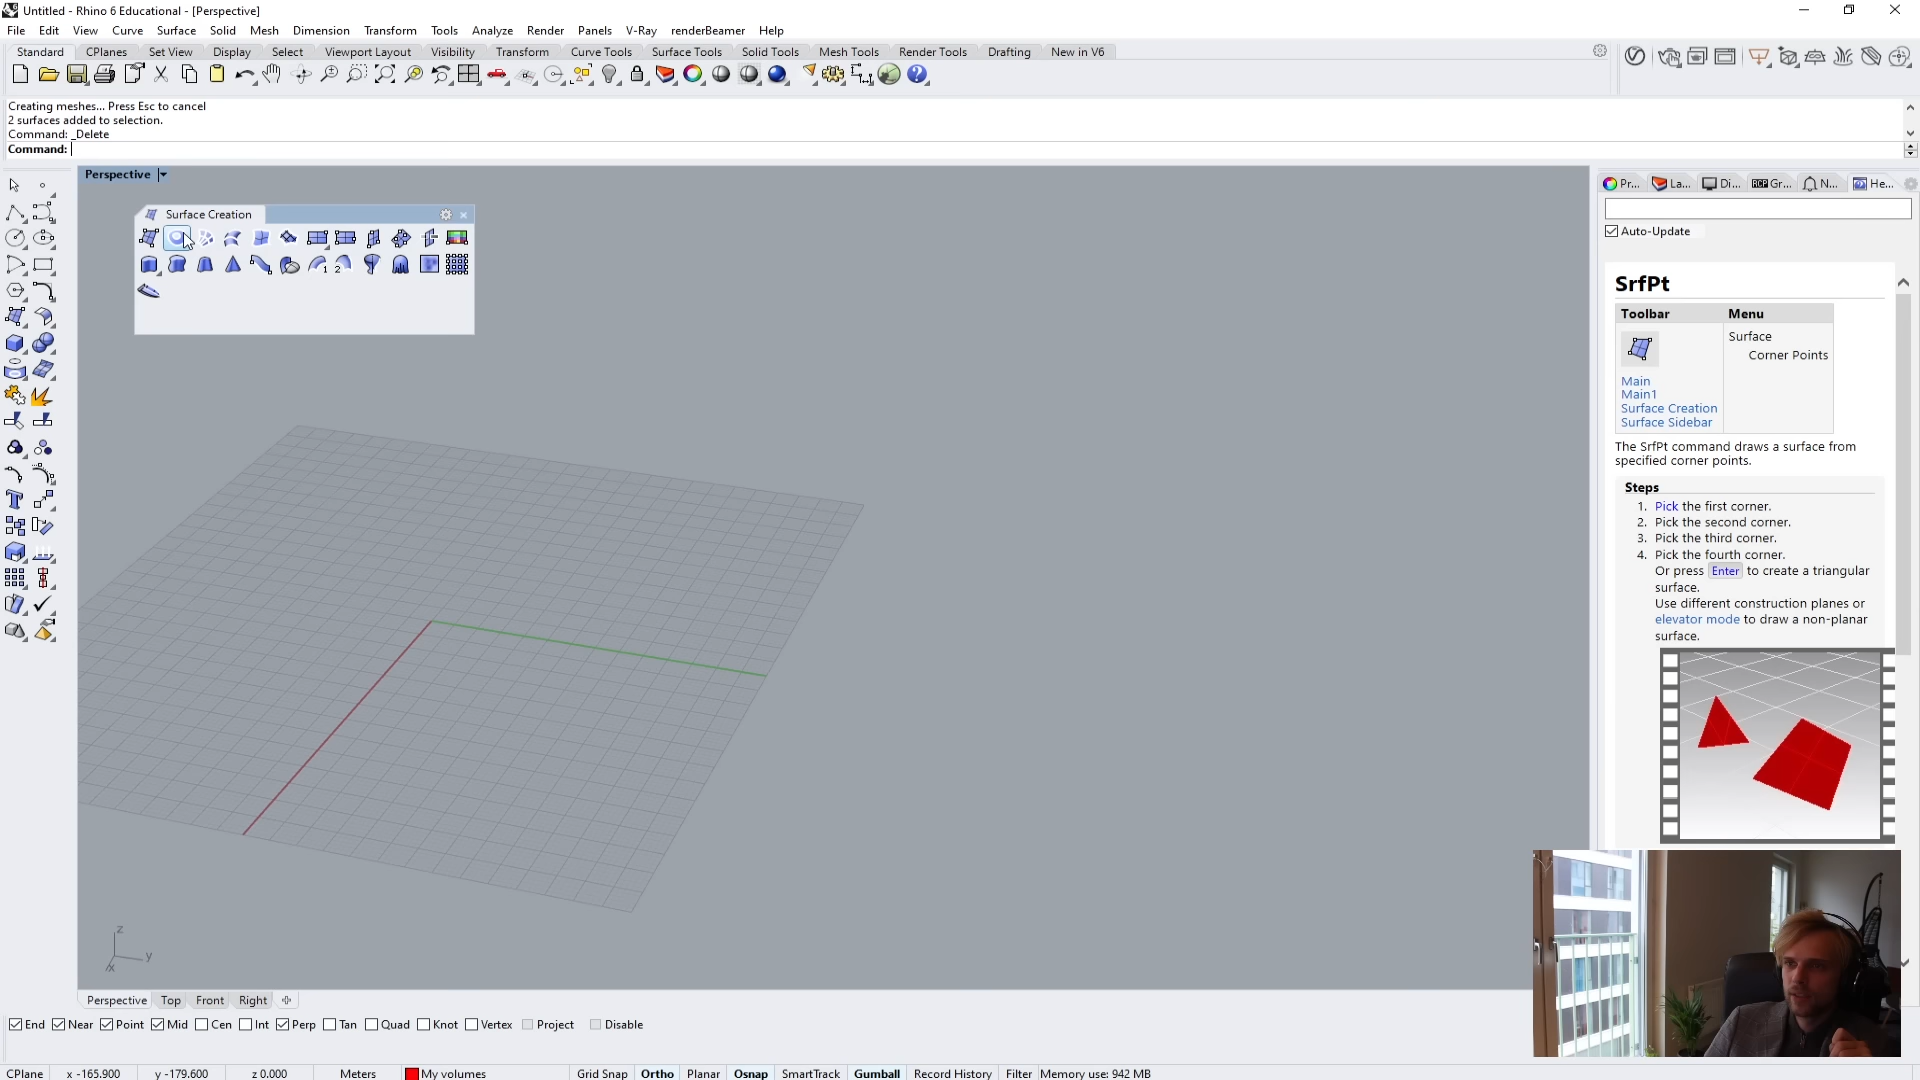 Untitled - Rhino 6 Educational - [Perspective]
File Edit View Curve Surface Solid Mesh Dimension Transform Tools Analyze Render Panels V-Ray renderBeamer Help
Standard CPlanes Set View Display Select Viewport Layout Visibility Transform Curve Tools Surface Tools Solid Tools Mesh Tools Render Tools Drafting New in V6
Creating meshes... Press Esc to cancel
2 surfaces added to selection.
Command: _Delete
Command:
Perspective
Pr... La... Di... Gr... N... He...
Surface Creation
1 2
Auto-Update
SrfPt
Toolbar Menu
Surface
Corner Points
Main
Main1
Surface Creation
Surface Sidebar
The SrfPt command draws a surface from
specified corner points.
Steps
1. Pick the first corner.
2. Pick the second corner.
3. Pick the third corner.
4. Pick the fourth corner.
Or press Enter to create a triangular
surface.
Use different construction planes or
elevator mode to draw a non-planar
surface.
z
y
x
Perspective Top Front Right
End Near Point Mid Cen Int Perp Tan Quad Knot Vertex Project Disable
CPlane x -165.900 y -179.600 z 0.000 Meters My volumes Grid Snap Ortho Planar Osnap SmartTrack Gumball Record History Filter Memory use: 942 MB